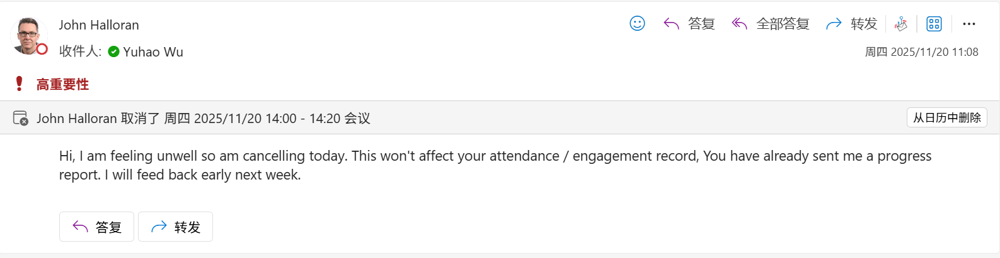 John Halloran
答复 全部答复 转发
收件人: Yuhao Wu
周四 2025/11/20 11:08
高重要性
John Halloran 取消了 周四 2025/11/20 14:00 - 14:20 会议
从日历中删除
Hi, I am feeling unwell so am cancelling today. This won't affect your attendance / engagement record, You have already sent me a progress
report. I will feed back early next week.
答复 转发